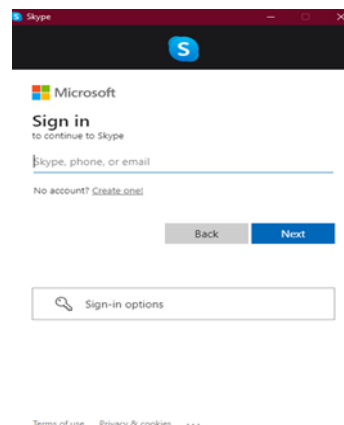 Skype
S
Microsoft
Sign in
to continue to Skype
Skype, phone, or email
No account? Create one!
Back Next
Sign-in options
Terms of use Privacy & cookies ...